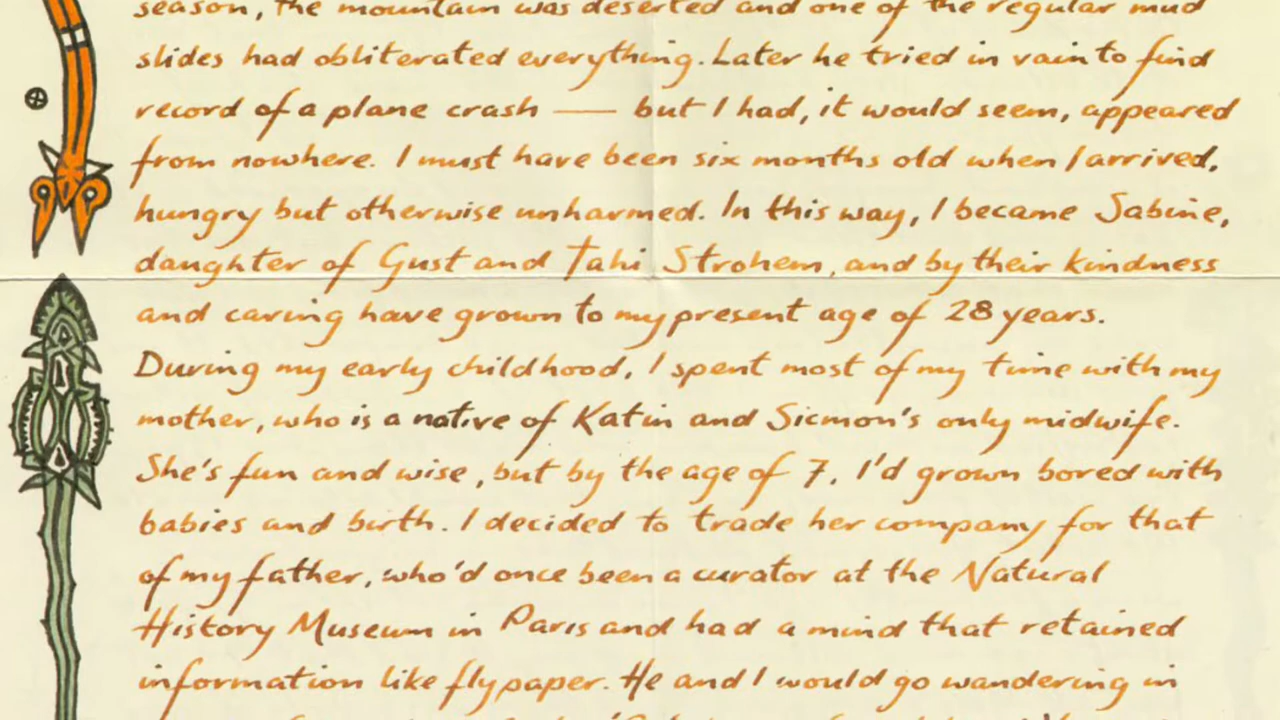 season, the mountain was deserted and one of the regular mud
slides had obliterated everything. Later he tried in vain to find
record of a plane crash — but I had, it would seem, appeared
from nowhere. I must have been six months old when I arrived,
hungry but otherwise unharmed. In this way, I became Sabine,
daughter of Gust and Tahi Strohem, and by their kindness
and caring have grown to my present age of 28 years.
During my early childhood, I spent most of my time with my
mother, who is a native of Katin and Sicmon's only midwife.
She's fun and wise, but by the age of 7, I'd grown bored with
babies and birth. I decided to trade her company for that
of my father, who'd once been a curator at the Natural
History Museum in Paris and had a mind that retained
information like flypaper. He and I would go wandering in